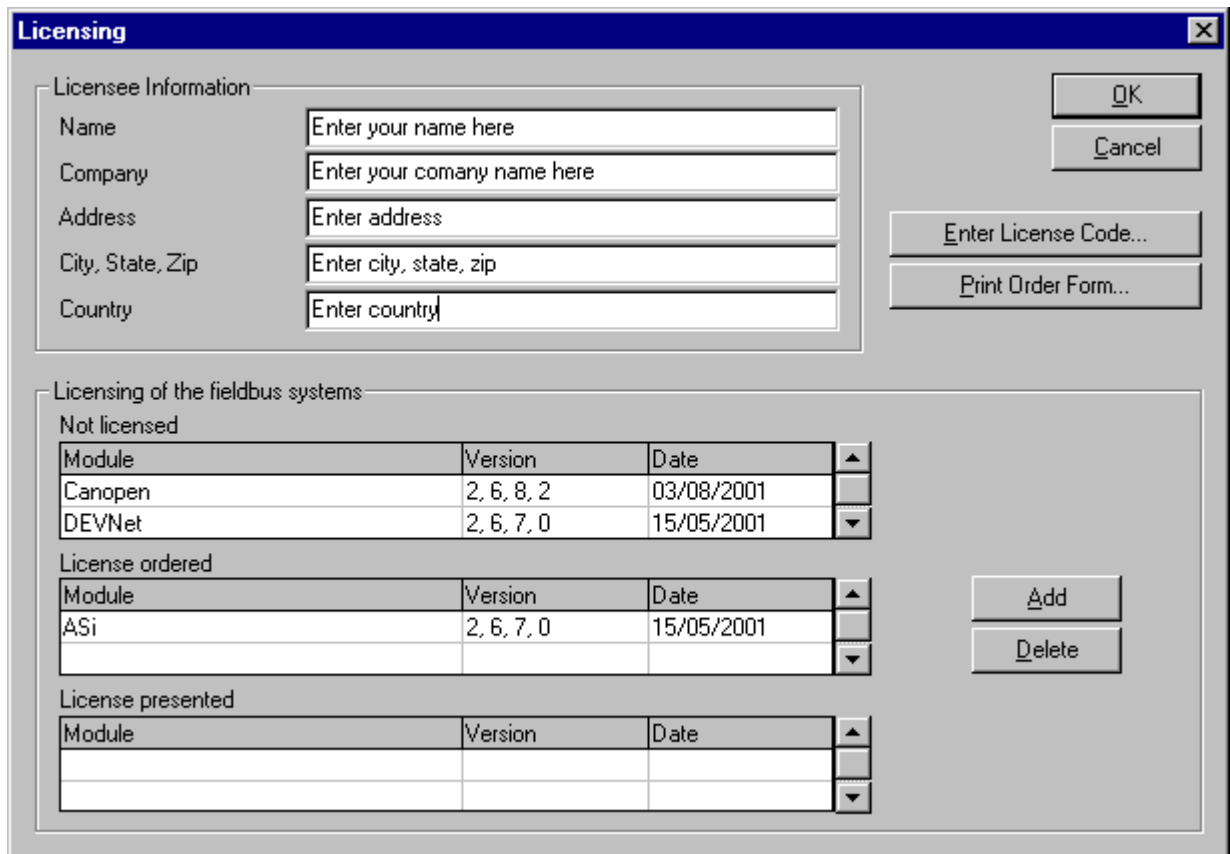 Licensing
Licensee Information
OK
Name Enter your name here
Cancel
Company Enter your comany name here
Address Enter address
Enter License Code...
City, State, Zip Enter city, state, zip
Print Order Form...
Country Enter country
Licensing of the fieldbus systems
Not licensed
Module Version Date
Canopen 2, 6, 8, 2 03/08/2001
DEVNet 2, 6, 7, 0 15/05/2001
License ordered
Module Version Date
Add
ASi 2, 6, 7, 0 15/05/2001
Delete
License presented
Module Version Date